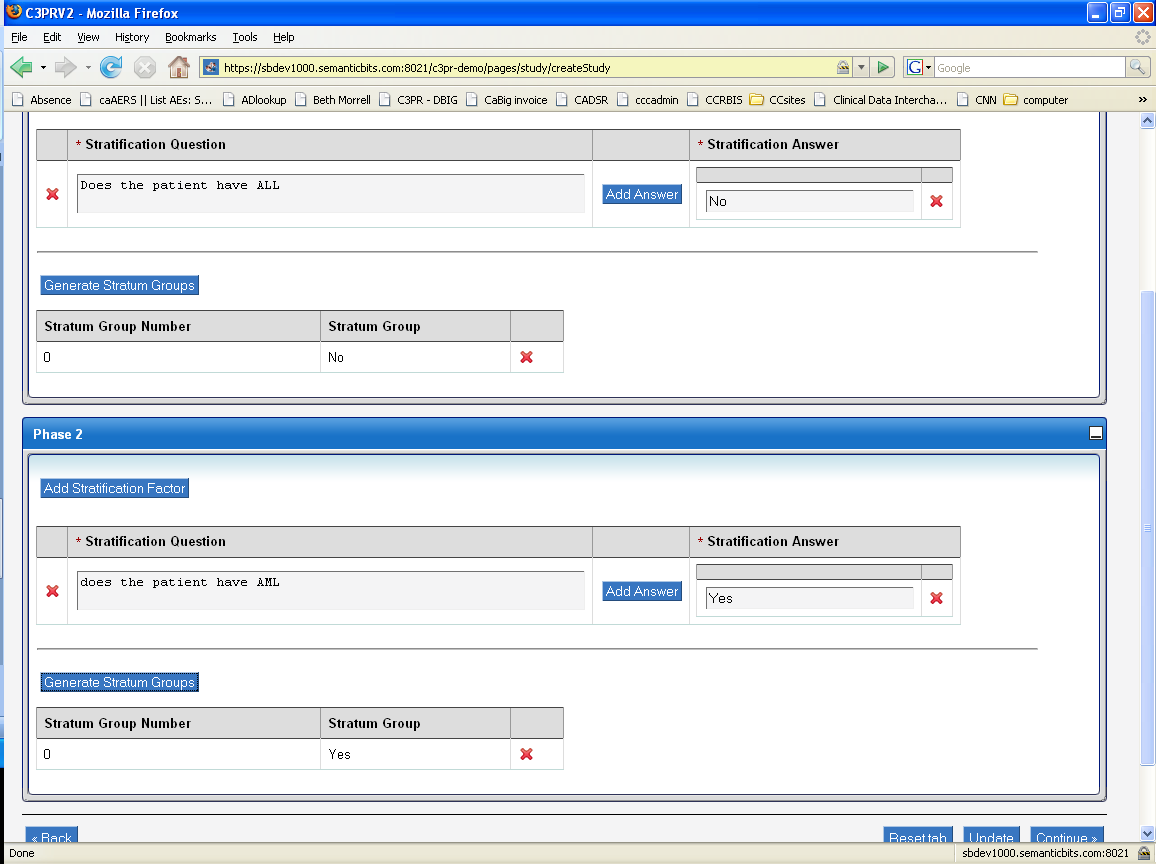 C3PRV2 - Mozilla Firefox
File Edit View History Bookmarks Tools Help
https://sbdev1000.semanticbits.com:8021/c3pr-demo/pages/study/createStudy G Google
Absence caAERS || List AEs: S... ADlookup Beth Morrell C3PR - DBIG CaBig invoice CADSR cccadmin CCRBIS CCsites Clinical Data Intercha... CNN computer »
* Stratification Question * Stratification Answer
Does the patient have ALL Add Answer No
Generate Stratum Groups
Stratum Group Number Stratum Group
0 No
Phase 2
Add Stratification Factor
* Stratification Question * Stratification Answer
does the patient have AML Add Answer Yes
Generate Stratum Groups
Stratum Group Number Stratum Group
0 Yes
« Back Reset tab Update Continue »
Done sbdev1000.semanticbits.com:8021